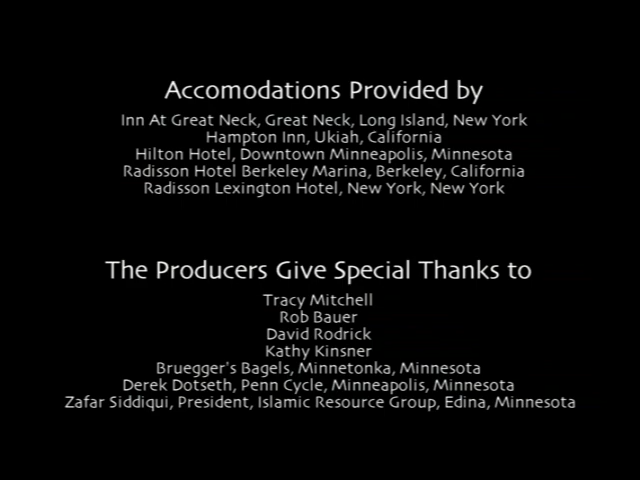 Accomodations Provided by
Inn At Great Neck, Great Neck, Long Island, New York
Hampton Inn, Ukiah, California
Hilton Hotel, Downtown Minneapolis, Minnesota
Radisson Hotel Berkeley Marina, Berkeley, California
Radisson Lexington Hotel, New York, New York
The Producers Give Special Thanks to
Tracy Mitchell
Rob Bauer
David Rodrick
Kathy Kinsner
Bruegger's Bagels, Minnetonka, Minnesota
Derek Dotseth, Penn Cycle, Minneapolis, Minnesota
Zafar Siddiqui, President, Islamic Resource Group, Edina, Minnesota